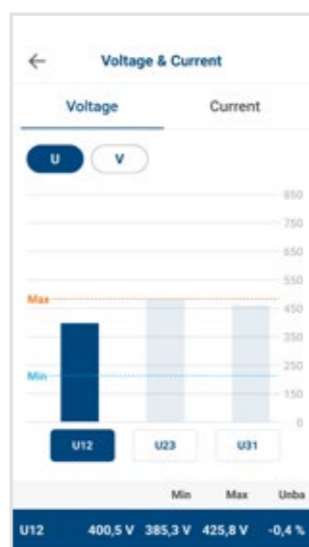 Voltage & Current
Voltage Current
U V
850
750
650
550
Max
450
350
250
Min
150
0
U12 U23 U31
Min Max Unba
U12 400,5 V 385,3 V 425,8 V -0,4 %